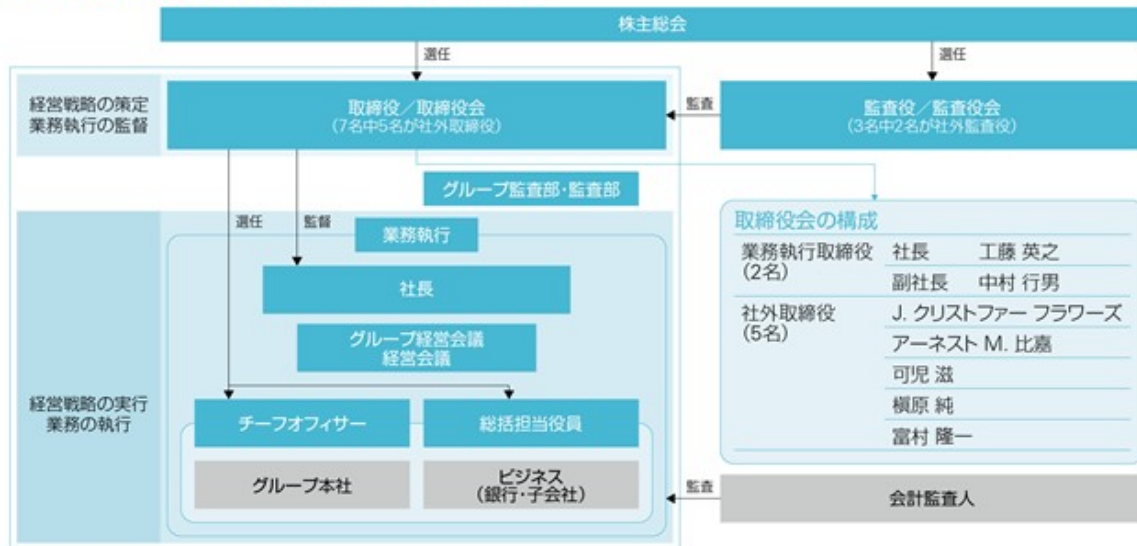 株主総会
選任
選任
経営戦略の策定
業務執行の監督
取締役／取締役会
(7名中5名が社外取締役)
監査
監査役／監査役会
(3名中2名が社外監査役)
グループ監査部・監査部
選任
監督
業務執行
社長
グループ経営会議
経営会議
経営戦略の実行
業務の執行
チーフオフィサー
総括担当役員
グループ本社
ビジネス
(銀行・子会社)
取締役会の構成
業務執行取締役
(2名)
社長 工藤 英之
副社長 中村 行男
社外取締役
(5名)
J. クリストファー フラワーズ
アーネスト M. 比嘉
可児 滋
槇原 純
富村 隆一
監査
会計監査人